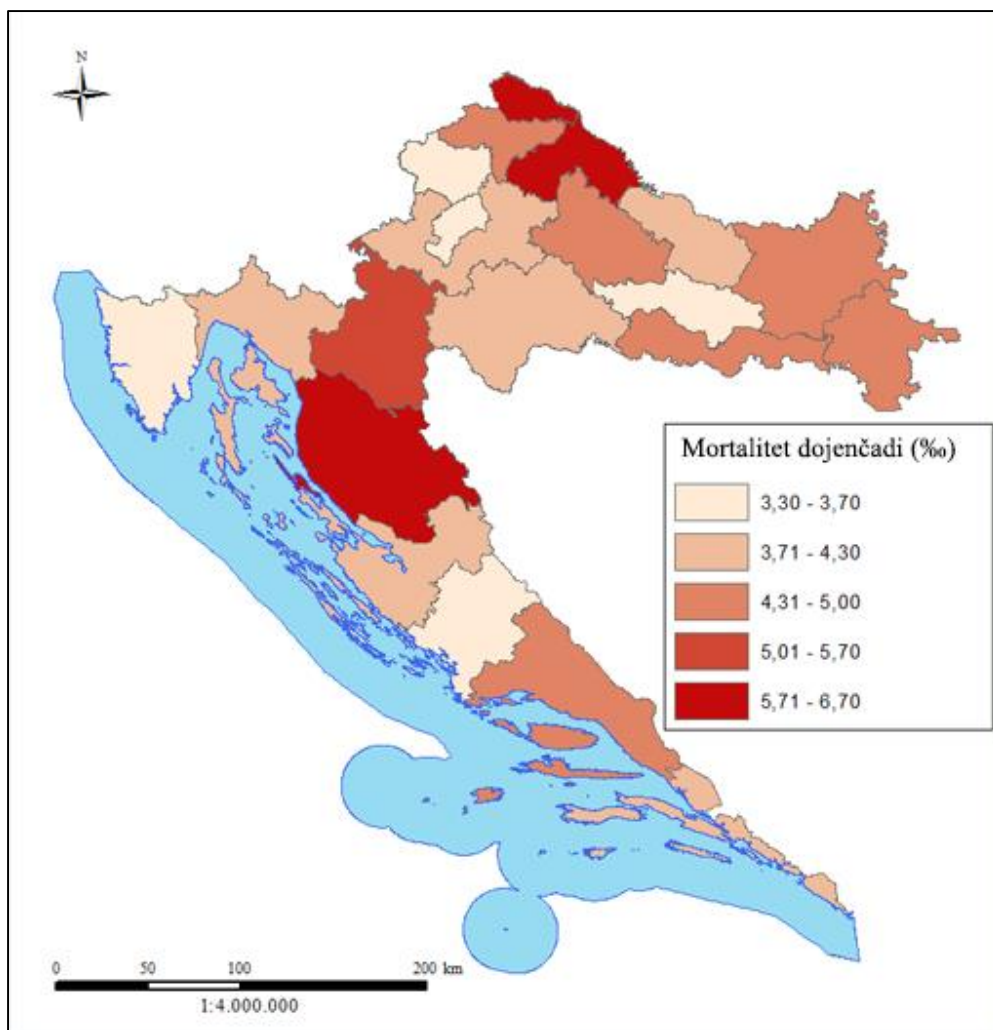 N
Mortalitet dojenčadi (‰)
3,30 - 3,70
3,71 - 4,30
4,31 - 5,00
5,01 - 5,70
5,71 - 6,70
0 50 100 200 km
1:4.000.000